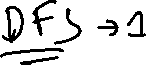 DFS → 1